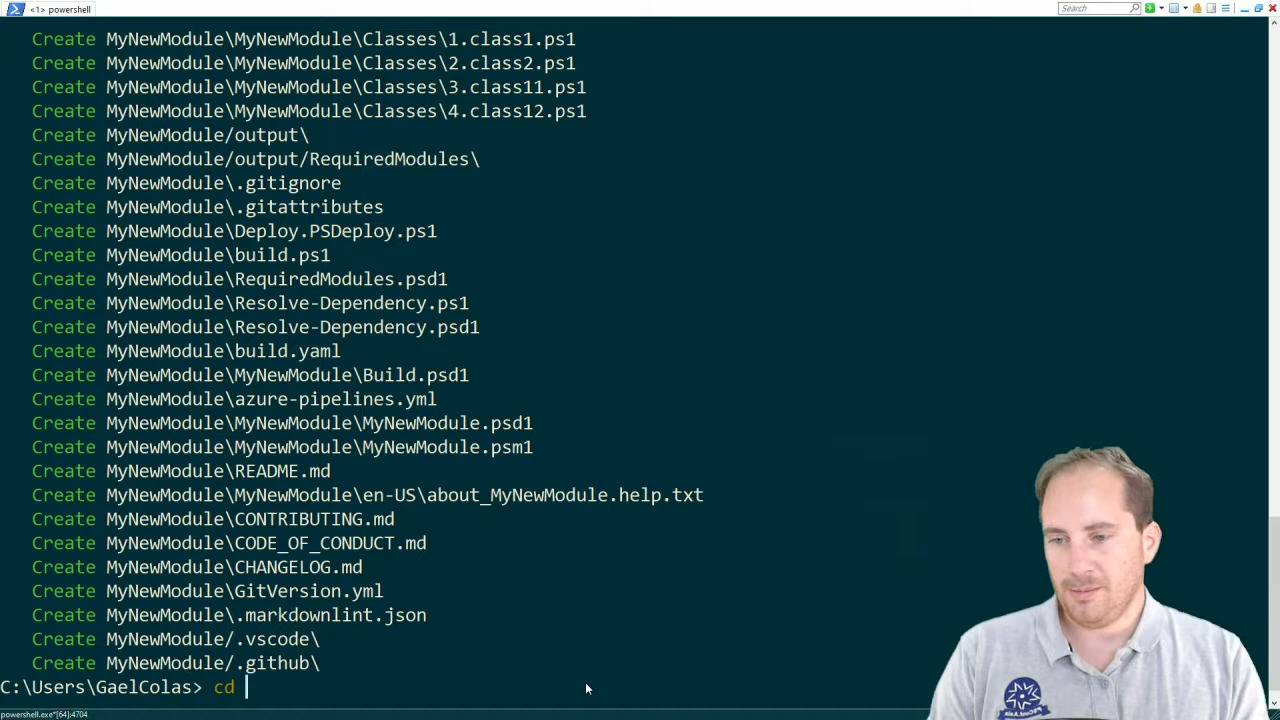 <1> powershell
Search
Create MyNewModule\MyNewModule\Classes\1.class1.ps1
Create MyNewModule\MyNewModule\Classes\2.class2.ps1
Create MyNewModule\MyNewModule\Classes\3.class11.ps1
Create MyNewModule\MyNewModule\Classes\4.class12.ps1
Create MyNewModule/output\
Create MyNewModule/output/RequiredModules\
Create MyNewModule\.gitignore
Create MyNewModule\.gitattributes
Create MyNewModule\Deploy.PSDeploy.ps1
Create MyNewModule\build.ps1
Create MyNewModule\RequiredModules.psd1
Create MyNewModule\Resolve-Dependency.ps1
Create MyNewModule\Resolve-Dependency.psd1
Create MyNewModule\build.yaml
Create MyNewModule\MyNewModule\Build.psd1
Create MyNewModule\azure-pipelines.yml
Create MyNewModule\MyNewModule\MyNewModule.psd1
Create MyNewModule\MyNewModule\MyNewModule.psm1
Create MyNewModule\README.md
Create MyNewModule\MyNewModule\en-US\about_MyNewModule.help.txt
Create MyNewModule\CONTRIBUTING.md
Create MyNewModule\CODE_OF_CONDUCT.md
Create MyNewModule\CHANGELOG.md
Create MyNewModule\GitVersion.yml
Create MyNewModule\.markdownlint.json
Create MyNewModule/.vscode\
Create MyNewModule/.github\
C:\Users\GaelColas> cd
PSConf.Asia
powershell.exe*[64]:4704